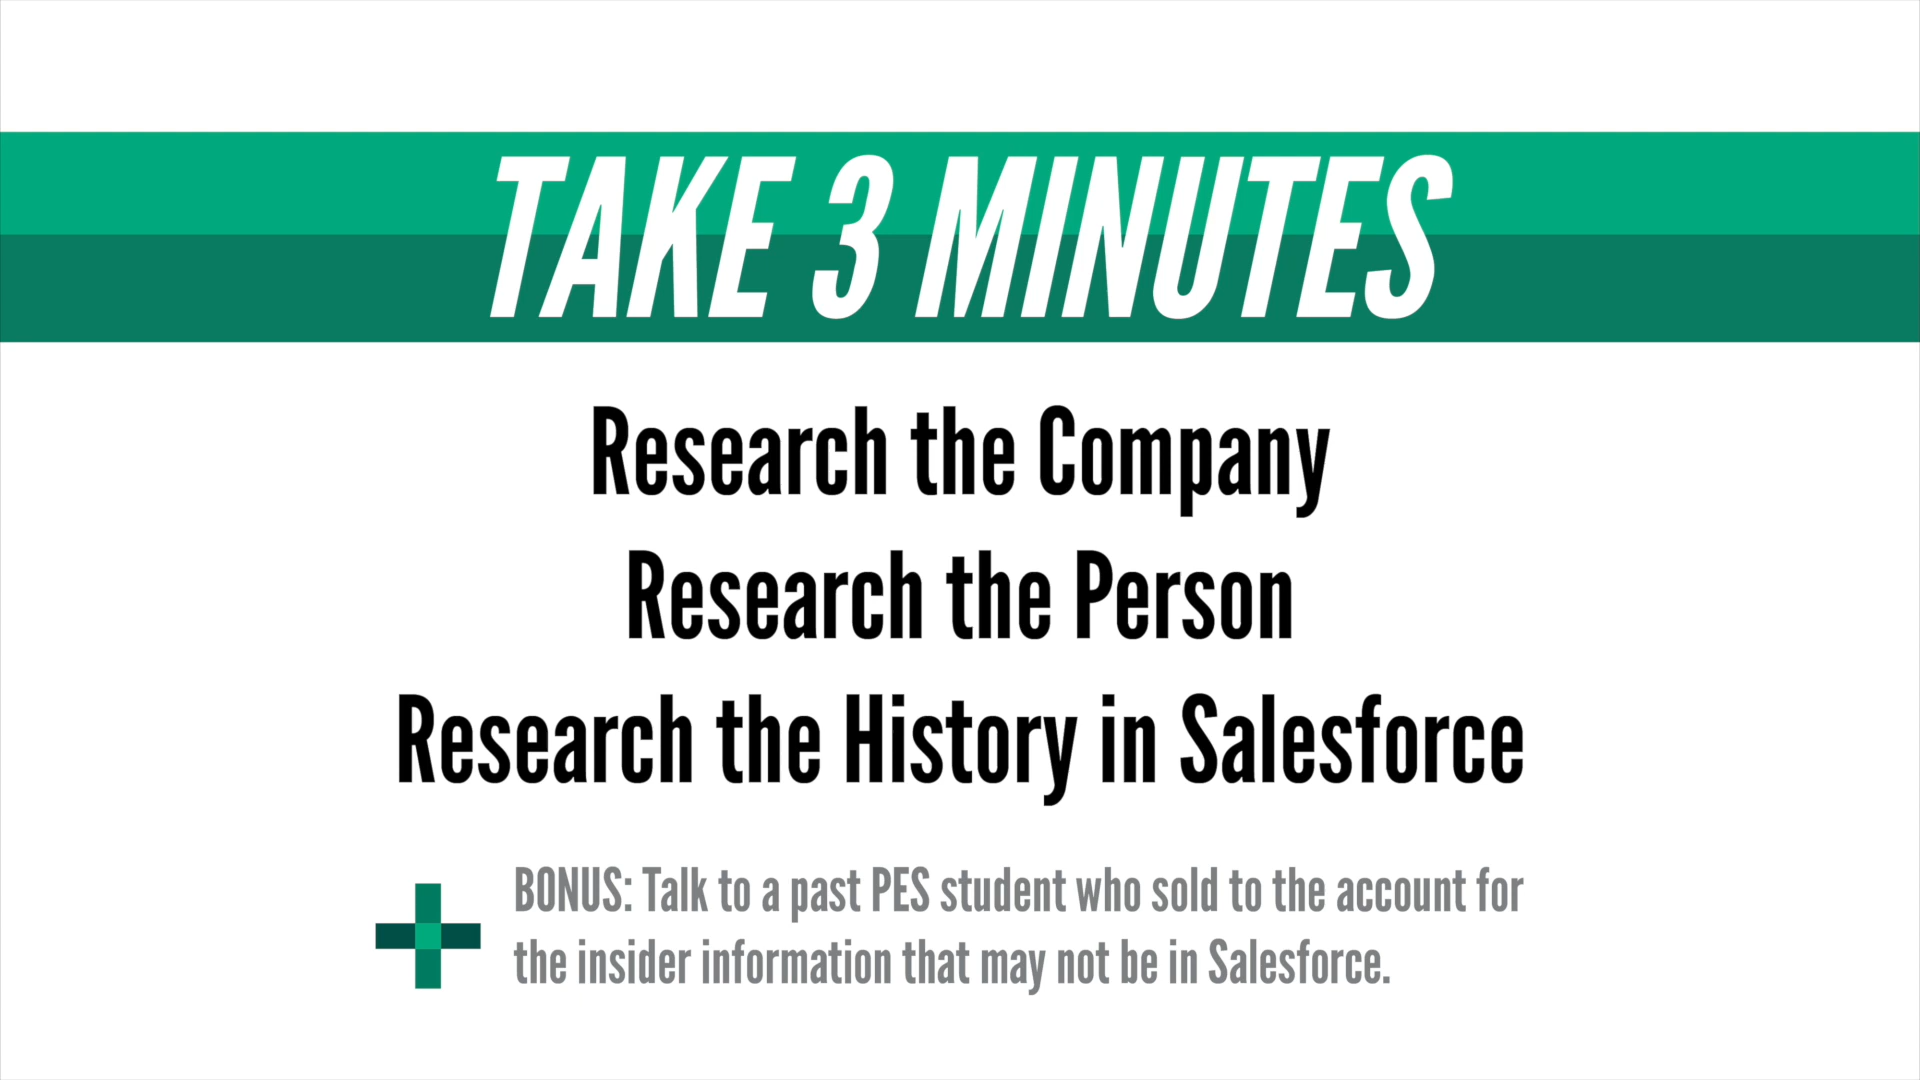 TAKE 3 MINUTES
Research the Company
Research the Person
Research the History in Salesforce
BONUS: Talk to a past PES student who sold to the account for
the insider information that may not be in Salesforce.